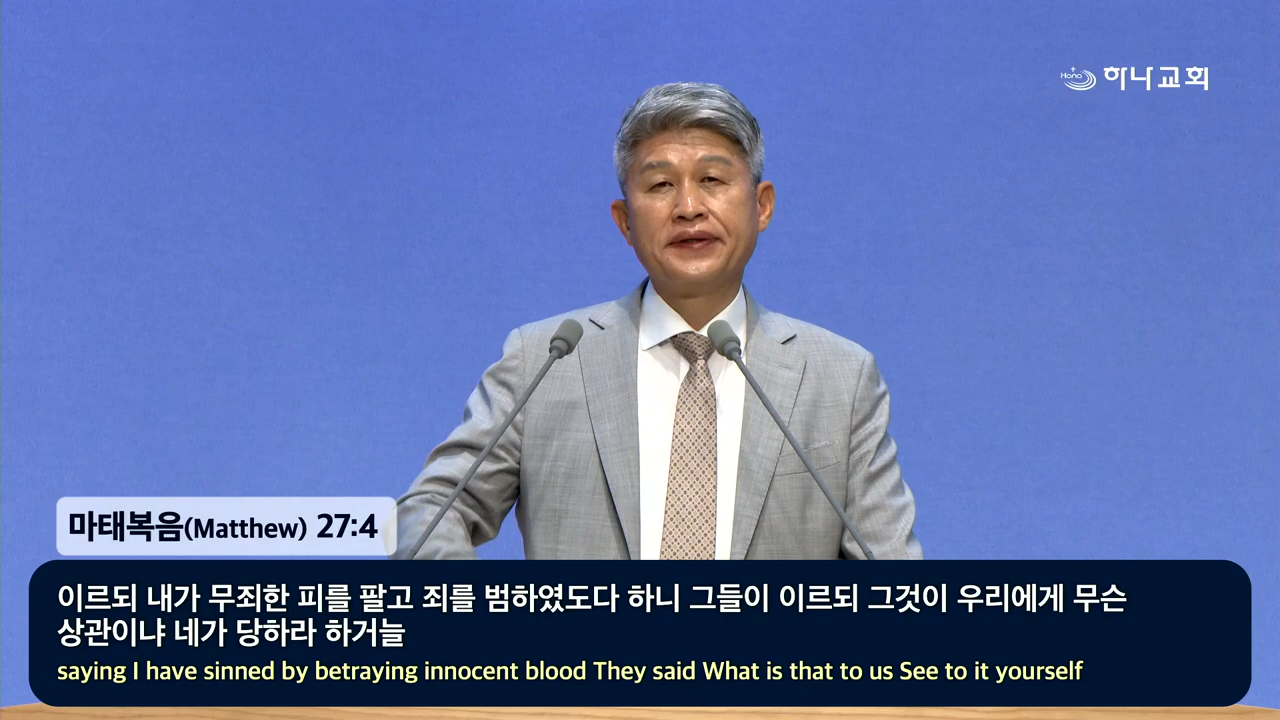 Hana 하나교회
마태복음(Matthew) 27:4
이르되 내가 무죄한 피를 팔고 죄를 범하였도다 하니 그들이 이르되 그것이 우리에게 무슨
상관이냐 네가 당하라 하거늘
saying I have sinned by betraying innocent blood They said What is that to us See to it yourself